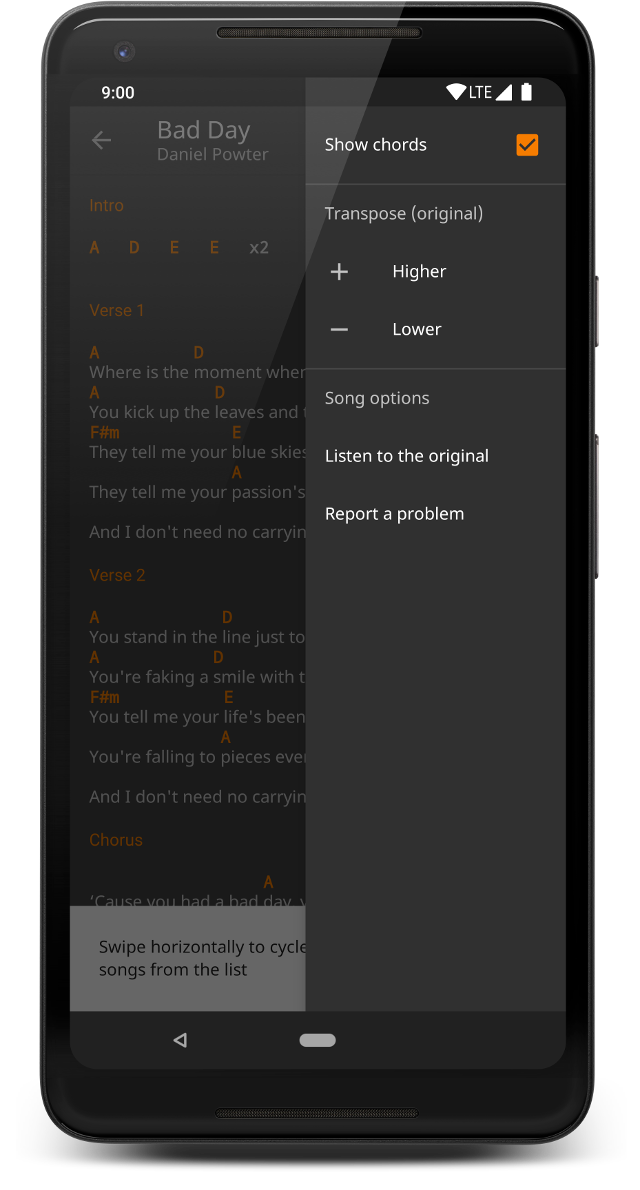 9:00
LTE
Bad Day
Daniel Powter
Intro
A D E E x2
Verse 1
A D
Where is the moment when
A D
You kick up the leaves and
F#m E
They tell me your blue skies
A
They tell me your passion's
And I don't need no carryin
Verse 2
A D
You stand in the line just to
A D
You're faking a smile with
F#m E
You tell me your life's been
A
You're falling to pieces ever
And I don't need no carryin
Chorus
A
'Cause you had a bad day,
Swipe horizontally to cycle
songs from the list
Show chords
Transpose (original)
+ Higher
− Lower
Song options
Listen to the original
Report a problem